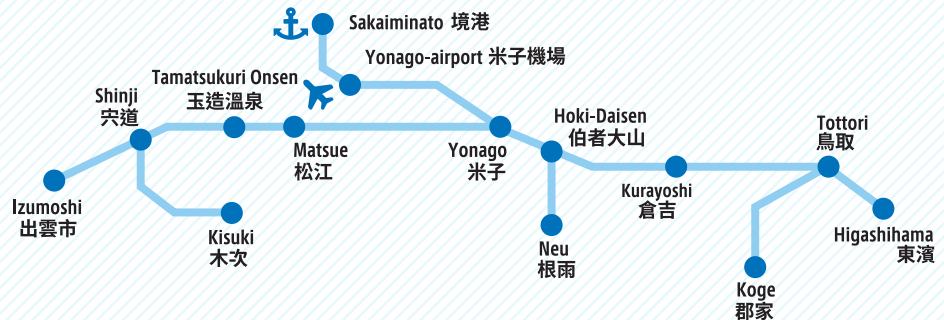 Sakaiminato 境港
Yonago-airport 米子機場
Tamatsukuri Onsen
玉造溫泉
Shinji
宍道
Hoki-Daisen
伯者大山
Tottori
鳥取
Matsue
松江
Yonago
米子
Kurayoshi
倉吉
Izumoshi
出雲市
Kisuki
木次
Neu
根雨
Higashihama
東濱
Koge
郡家